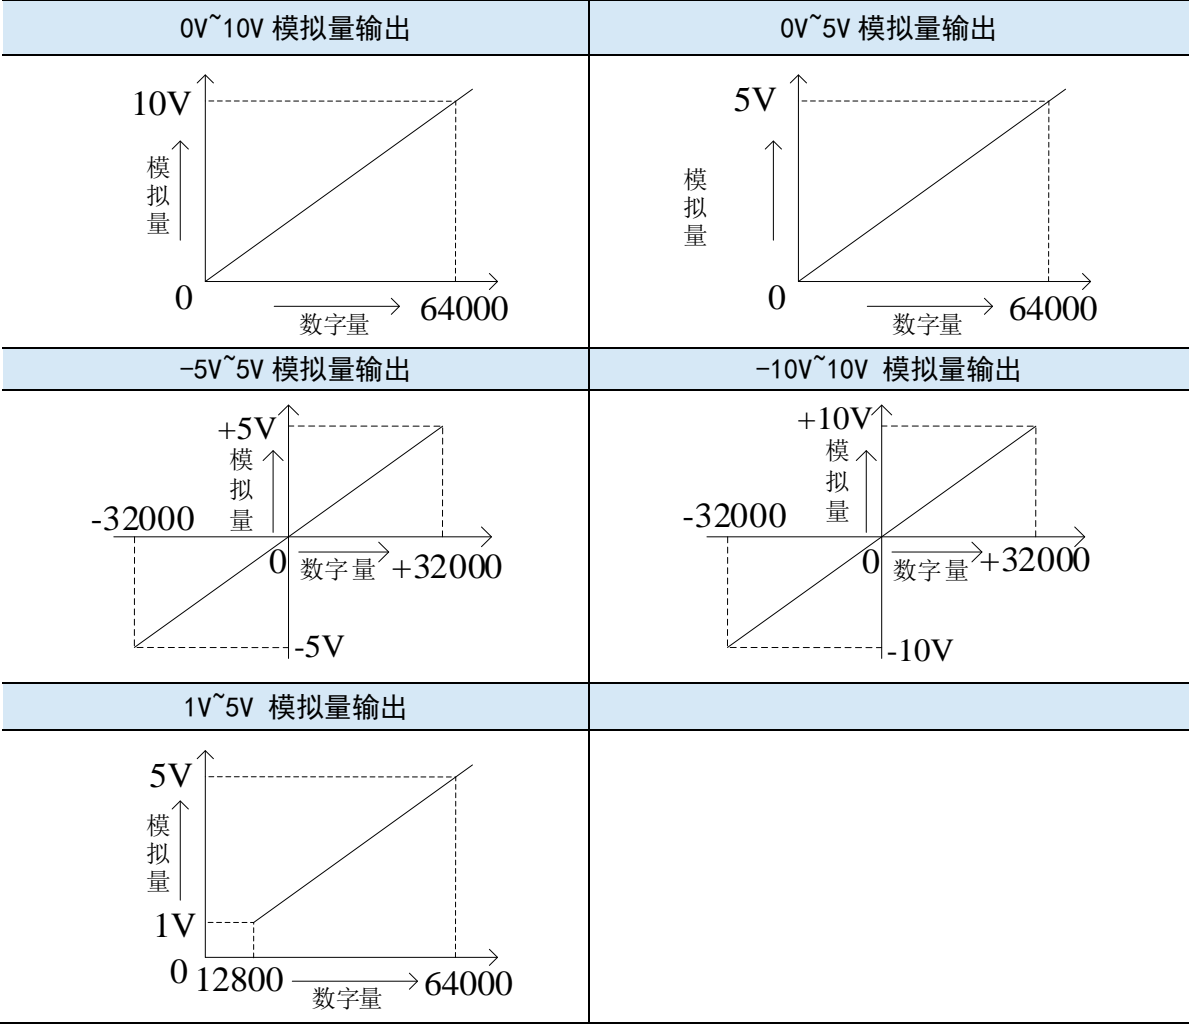 0V~10V 模拟量输出
0V~5V 模拟量输出
10V
模拟量
0
数字量
64000
5V
模拟量
0
数字量
64000
-5V~5V 模拟量输出
-10V~10V 模拟量输出
+5V
模拟量
-32000
0
数字量
+32000
-5V
+10V
模拟量
-32000
0
数字量
+32000
-10V
1V~5V 模拟量输出
5V
模拟量
1V
0
12800
数字量
64000